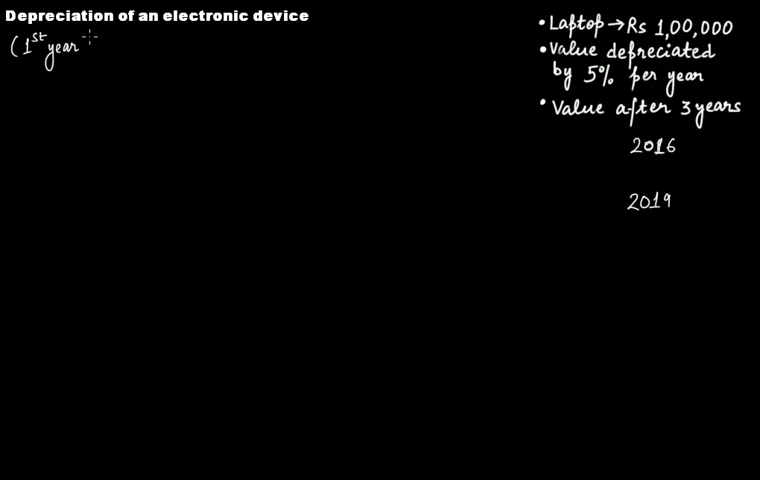 Depreciation of an electronic device
(1st year
• Laptop → Rs 1,00,000
• Value depreciated
by 5% per year
• Value after 3 years
2016
2019